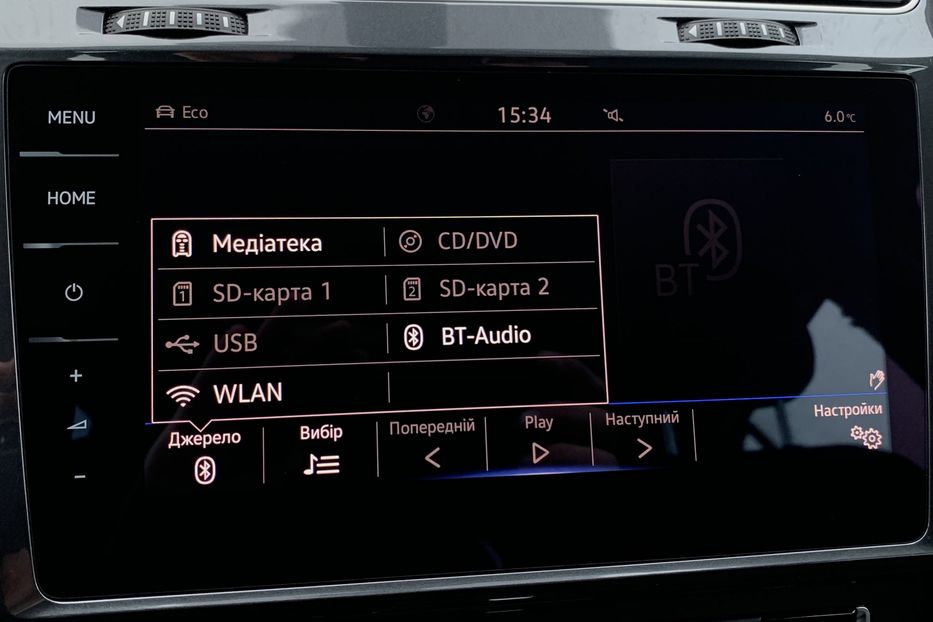 MENU
HOME
Eco
15:34
6.0°C
Медіатека
CD/DVD
SD-карта 1
SD-карта 2
USB
BT-Audio
WLAN
BT
Джерело
Вибір
Попередній
Play
Наступний
Настройки